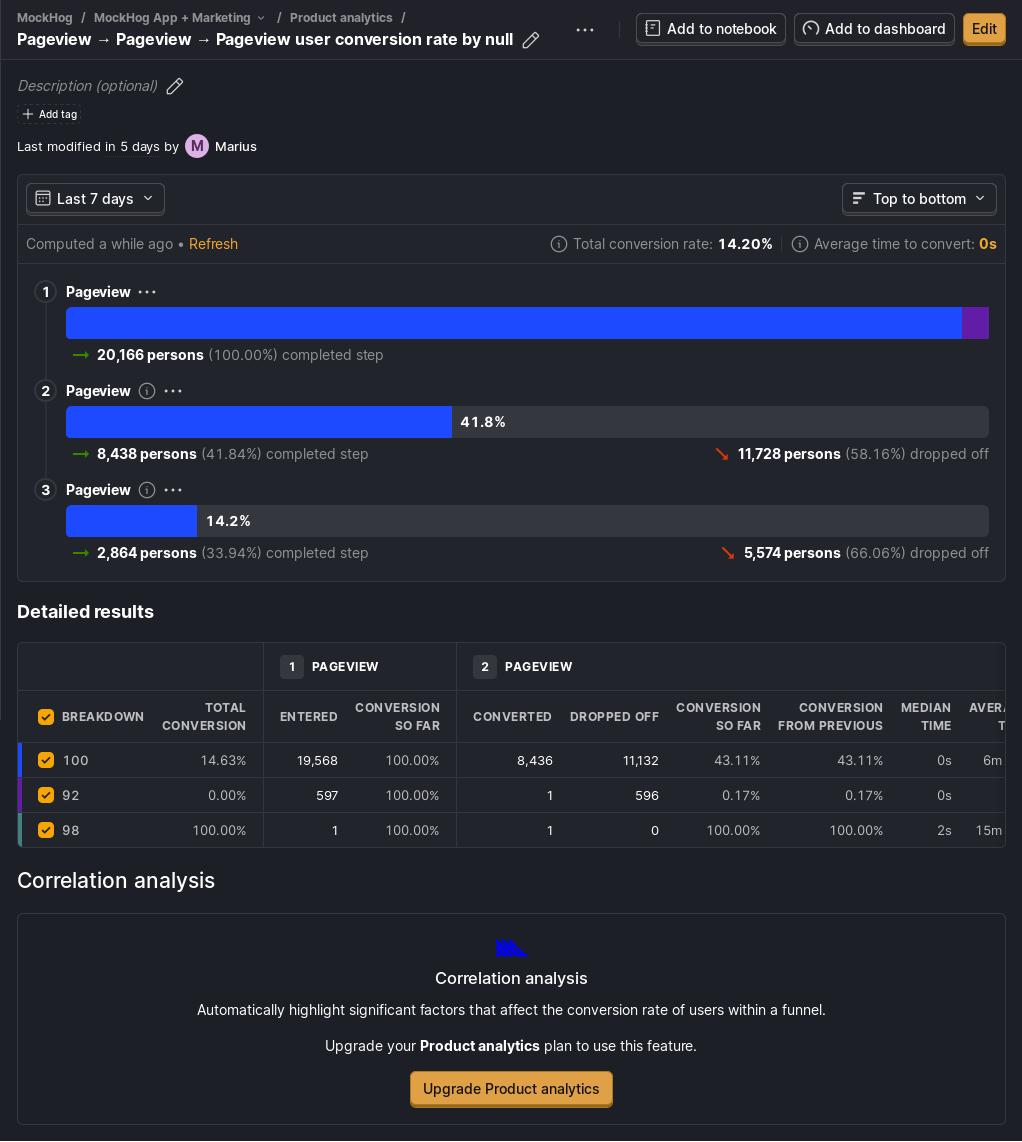 MockHog / MockHog App + Marketing / Product analytics /
Pageview → Pageview → Pageview user conversion rate by null
Add to notebook
Add to dashboard
Edit
Description (optional)
Add tag
Last modified in 5 days by M Marius
Last 7 days
Top to bottom
Computed a while ago • Refresh
Total conversion rate: 14.20%
Average time to convert: 0s
1 Pageview
→ 20,166 persons (100.00%) completed step
2 Pageview
41.8%
→ 8,438 persons (41.84%) completed step
11,728 persons (58.16%) dropped off
3 Pageview
14.2%
→ 2,864 persons (33.94%) completed step
5,574 persons (66.06%) dropped off
Detailed results
1 PAGEVIEW
2 PAGEVIEW
BREAKDOWN
TOTAL
CONVERSION
ENTERED
CONVERSION
SO FAR
CONVERTED
DROPPED OFF
CONVERSION
SO FAR
CONVERSION
FROM PREVIOUS
MEDIAN
TIME
100 14.63% 19,568 100.00% 8,436 11,132 43.11% 43.11% 0s 6m
92 0.00% 597 100.00% 1 596 0.17% 0.17% 0s
98 100.00% 1 100.00% 1 0 100.00% 100.00% 2s 15m
Correlation analysis
Correlation analysis
Automatically highlight significant factors that affect the conversion rate of users within a funnel.
Upgrade your Product analytics plan to use this feature.
Upgrade Product analytics